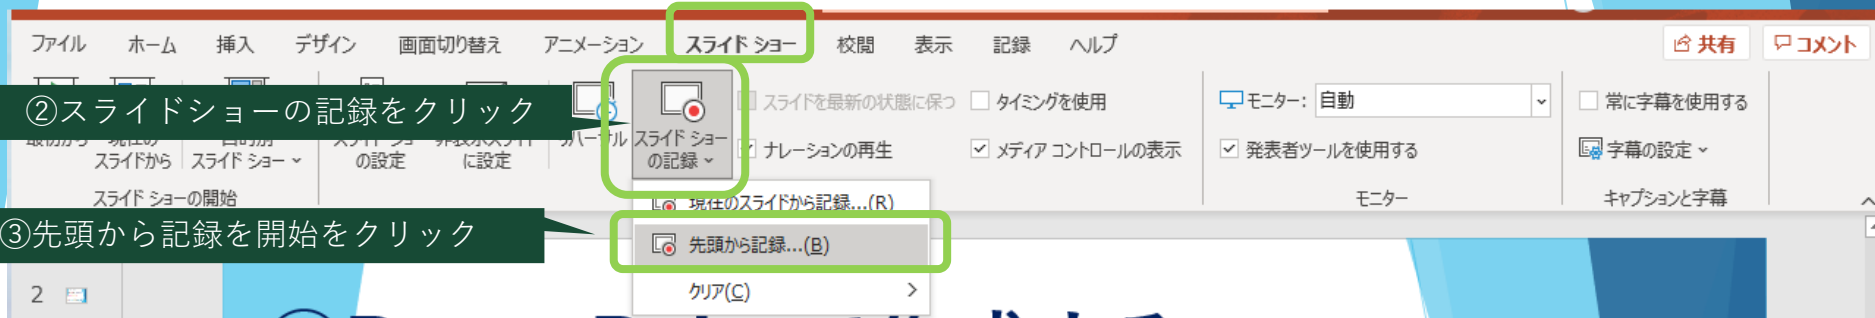 ファイル ホーム 挿入 デザイン 画面切り替え アニメーション スライド ショー 校閲 表示 記録 ヘルプ 共有 コメント
②スライドショーの記録をクリック
スライドを最新の状態に保つ タイミングを使用 モニター: 自動 常に字幕を使用する
スライドから スライド ショー の設定 に設定 スライド ショー の記録 ナレーションの再生 メディア コントロールの表示 発表者ツールを使用する 字幕の設定
スライド ショーの開始 モニター キャプションと字幕
現在のスライドから記録...(R)
③先頭から記録を開始をクリック
先頭から記録...(B)
クリア(C)
2